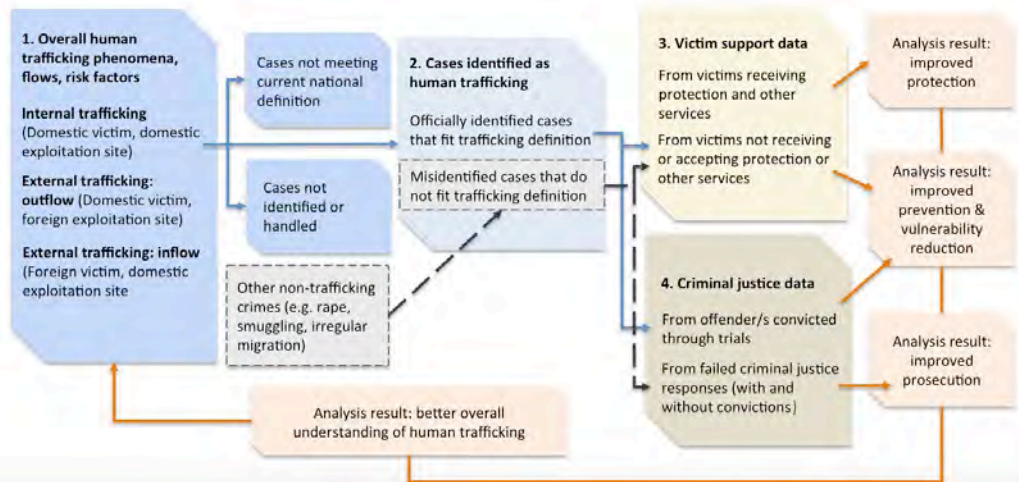 1. Overall human
trafficking phenomena,
flows, risk factors
Internal trafficking
(Domestic victim, domestic
exploitation site)
External trafficking:
outflow (Domestic victim,
foreign exploitation site)
External trafficking: inflow
(Foreign victim, domestic
exploitation site
Cases not meeting
current national
definition
Cases not
identified or
handled
Other non-trafficking
crimes (e.g. rape,
smuggling, irregular
migration)
2. Cases identified as
human trafficking
Officially identified cases
that fit trafficking definition
Misidentified cases that do
not fit trafficking definition
3. Victim support data
From victims receiving
protection and other
services
From victims not receiving
or accepting protection or
other services
4. Criminal justice data
From offender/s convicted
through trials
From failed criminal justice
responses (with and
without convictions)
Analysis result:
improved
protection
Analysis result:
improved
prevention &
vulnerability
reduction
Analysis result:
improved
prosecution
Analysis result: better overall
understanding of human trafficking